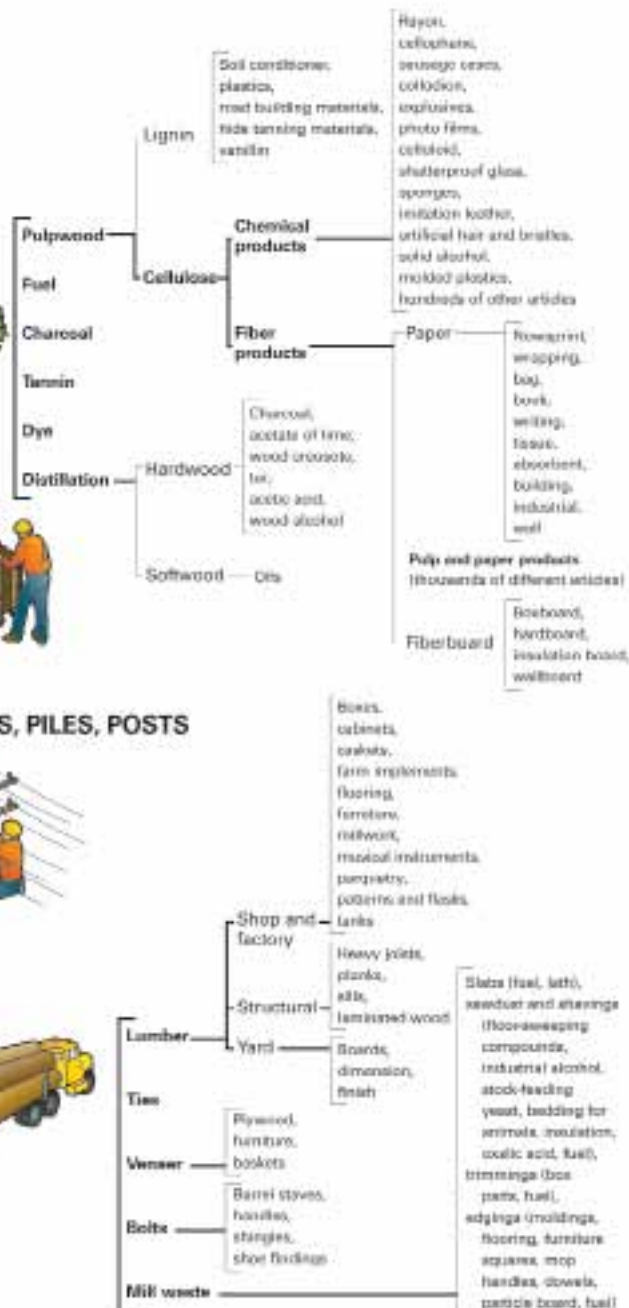 Lignin
Soil conditioner,
plastics,
road building materials,
hide tanning materials,
vanillin
Pulpwood
Fuel
Charcoal
Tannin
Dye
Distillation
Cellulose
Chemical
products
Rayon,
cellophane,
sausage cases,
collodion,
explosives,
photo films,
celluloid,
shatterproof glass,
sponges,
imitation leather,
artificial hair and bristles,
solid alcohol,
molded plastics,
hundreds of other articles
Fiber
products
Paper
Newsprint,
wrapping,
bag,
book,
writing,
tissue,
absorbent,
building,
industrial,
wall
Pulp and paper products
(thousands of different articles)
Fiberboard
Boxboard,
hardboard,
insulation board,
wallboard
Hardwood
Charcoal,
acetate of lime,
wood creosote,
tar,
acetic acid,
wood alcohol
Softwood
Oils
S, PILES, POSTS
Lumber
Ties
Veneer
Bolts
Mill waste
Shop and
factory
Boxes,
cabinets,
caskets,
farm implements,
flooring,
furniture,
millwork,
musical instruments,
parquetry,
patterns and flasks,
tanks
Structural
Heavy joists,
planks,
sills,
laminated wood
Yard
Boards,
dimension,
finish
Plywood,
furniture,
baskets
Barrel staves,
handles,
shingles,
shoe findings
Slabs (fuel, lath),
sawdust and shavings
(floor-sweeping
compounds,
industrial alcohol,
stock-feeding
yeast, bedding for
animals, insulation,
oxalic acid, fuel),
trimmings (box
parts, fuel,
edgings (moldings,
flooring, furniture
squares, mop
handles, dowels,
particle board, fuel)